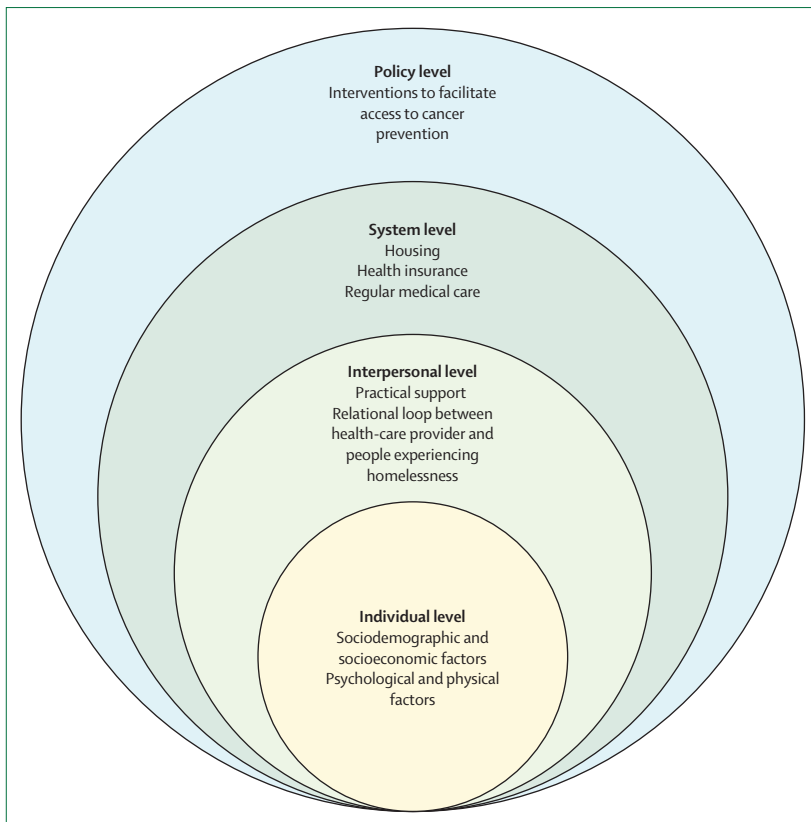 Policy level
Interventions to facilitate
access to cancer
prevention
System level
Housing
Health insurance
Regular medical care
Interpersonal level
Practical support
Relational loop between
health-care provider and
people experiencing
homelessness
Individual level
Sociodemographic and
socioeconomic factors
Psychological and physical
factors